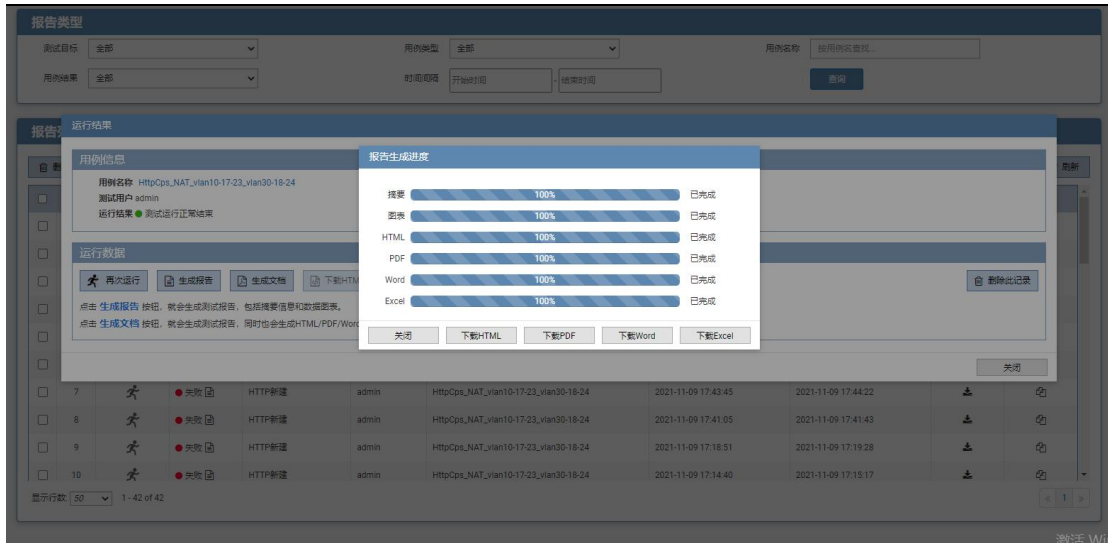 报告类型
测试目标 全部 用例类型 全部 用例名称 按用例名查找...
用例结果 全部 时间间隔 开始时间 - 结束时间 查询
运行结果
报告
刷新
用例信息
用例名称 HttpCps_NAT_vlan10-17-23_vlan30-18-24
测试用户 admin
运行结果 测试运行正常结束
运行数据
再次运行 生成报告 生成文档 下载HTM 删除此记录
点击 生成报告 按钮，就会生成测试报告，包括摘要信息和数据图表。
点击 生成文档 按钮，就会生成测试报告，同时也会生成HTML/PDF/Word
关闭
报告生成进度
摘要 100% 已完成
图表 100% 已完成
HTML 100% 已完成
PDF 100% 已完成
Word 100% 已完成
Excel 100% 已完成
关闭 下载HTML 下载PDF 下载Word 下载Excel
7 失败 HTTP新建 admin HttpCps_NAT_vlan10-17-23_vlan30-18-24 2021-11-09 17:43:45 2021-11-09 17:44:22
8 失败 HTTP新建 admin HttpCps_NAT_vlan10-17-23_vlan30-18-24 2021-11-09 17:41:05 2021-11-09 17:41:43
9 失败 HTTP新建 admin HttpCps_NAT_vlan10-17-23_vlan30-18-24 2021-11-09 17:18:51 2021-11-09 17:19:28
10 失败 HTTP新建 admin HttpCps_NAT_vlan10-17-23_vlan30-18-24 2021-11-09 17:14:40 2021-11-09 17:15:17
显示行数 50 1 - 42 of 42 « 1 »
激活 Wi